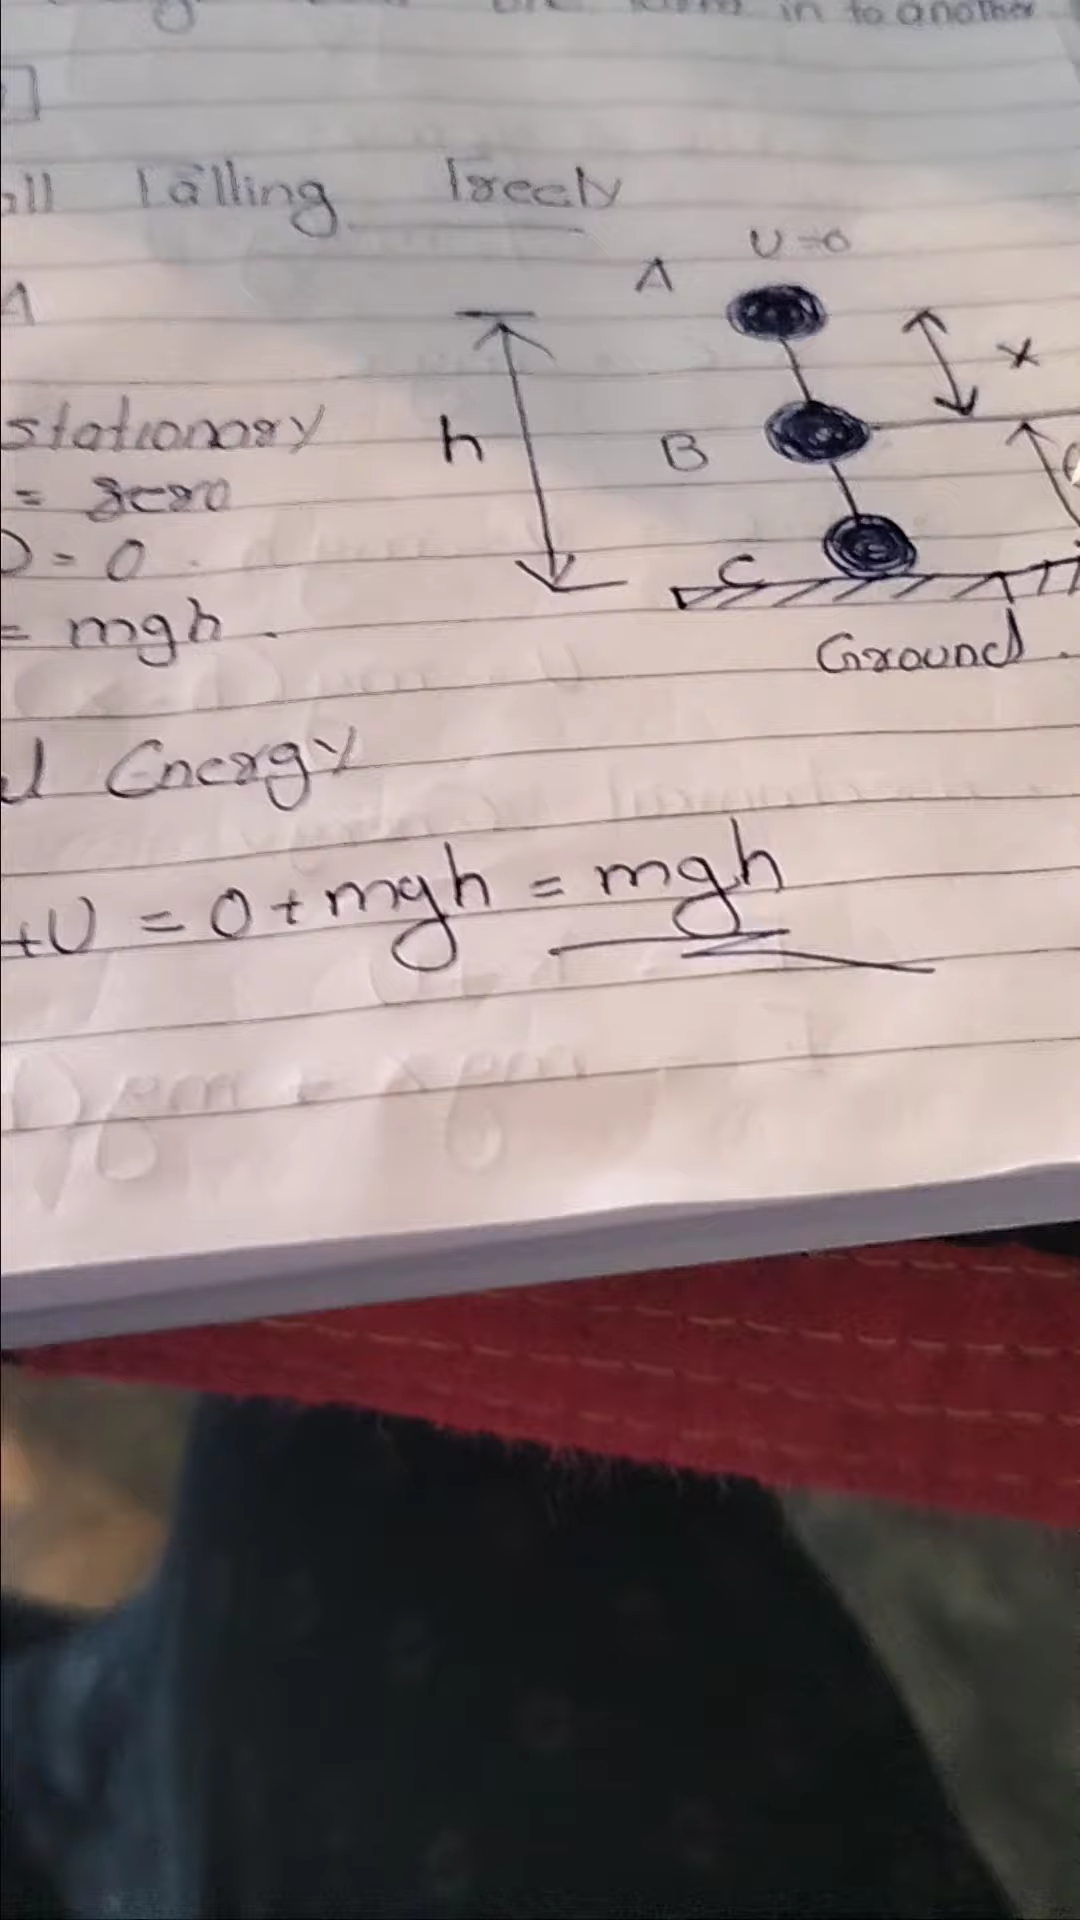 in to another
all falling freely
U=0
A
A
x
stationary
h
B
= zero
= 0
C
= mgh.
Ground.
l Energy
+U = 0 + mgh = mgh